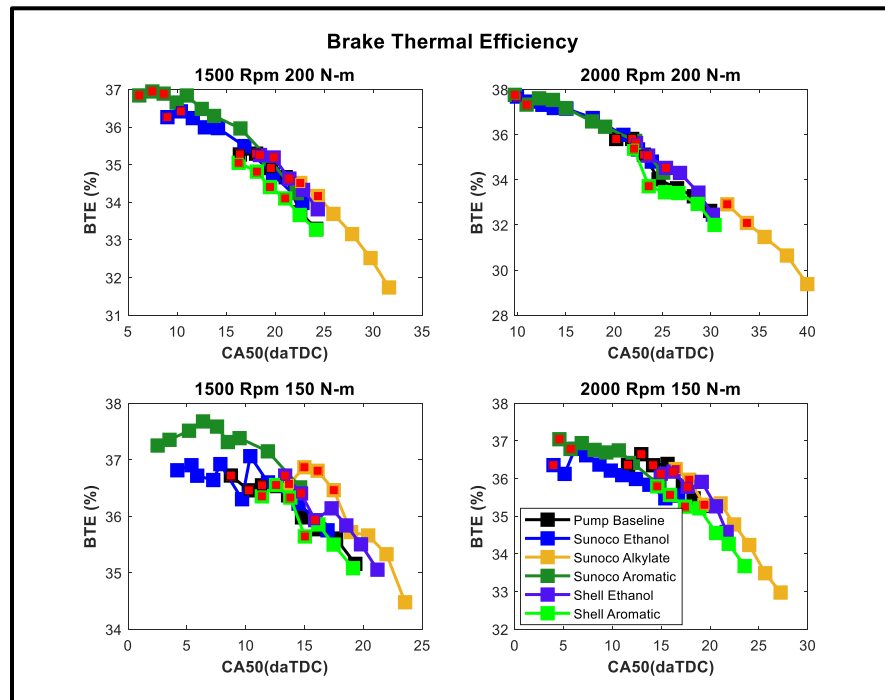 Brake Thermal Efficiency
1500 Rpm 200 N-m
37
36
35
34
33
32
31
BTE (%)
5 10 15 20 25 30 35
CA50(daTDC)
2000 Rpm 200 N-m
38
36
34
32
30
28
BTE (%)
10 15 20 25 30 35 40
CA50(daTDC)
1500 Rpm 150 N-m
38
37
36
35
34
BTE (%)
0 5 10 15 20 25
CA50(daTDC)
2000 Rpm 150 N-m
38
37
36
35
34
33
32
BTE (%)
Pump Baseline
Sunoco Ethanol
Sunoco Alkylate
Sunoco Aromatic
Shell Ethanol
Shell Aromatic
0 5 10 15 20 25 30
CA50(daTDC)